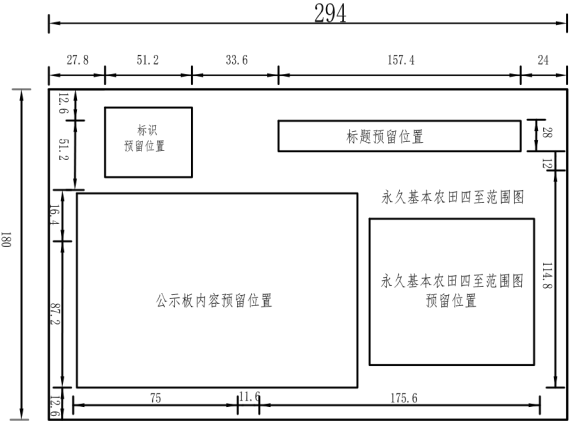 294
27.8
51.2
33.6
157.4
24
12.6
标识
预留位置
标题预留位置
28
51.2
12
永久基本农田四至范围图
16.4
180
114.8
永久基本农田四至范围图
预留位置
公示板内容预留位置
87.2
75
11.6
175.6
12.6